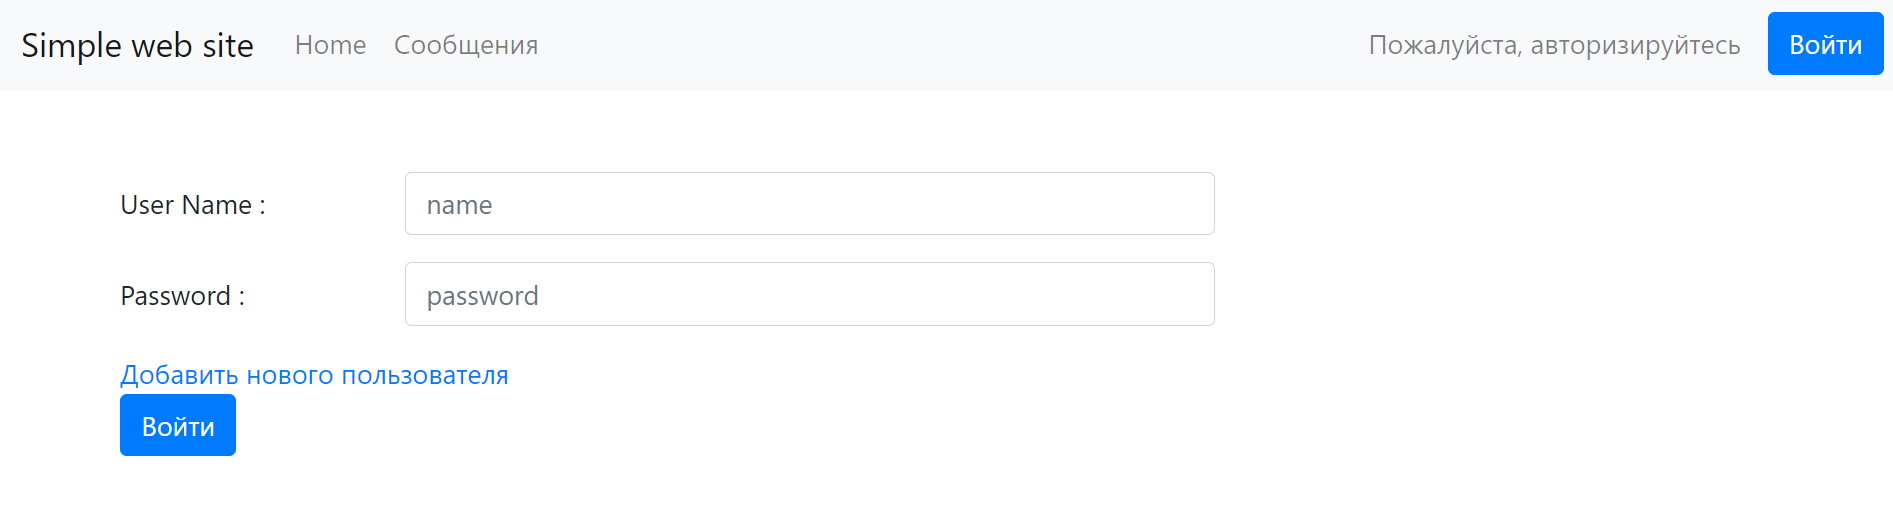 Simple web site Home Сообщения Пожалуйста, авторизируйтесь Войти
User Name : name
Password : password
Добавить нового пользователя
Войти